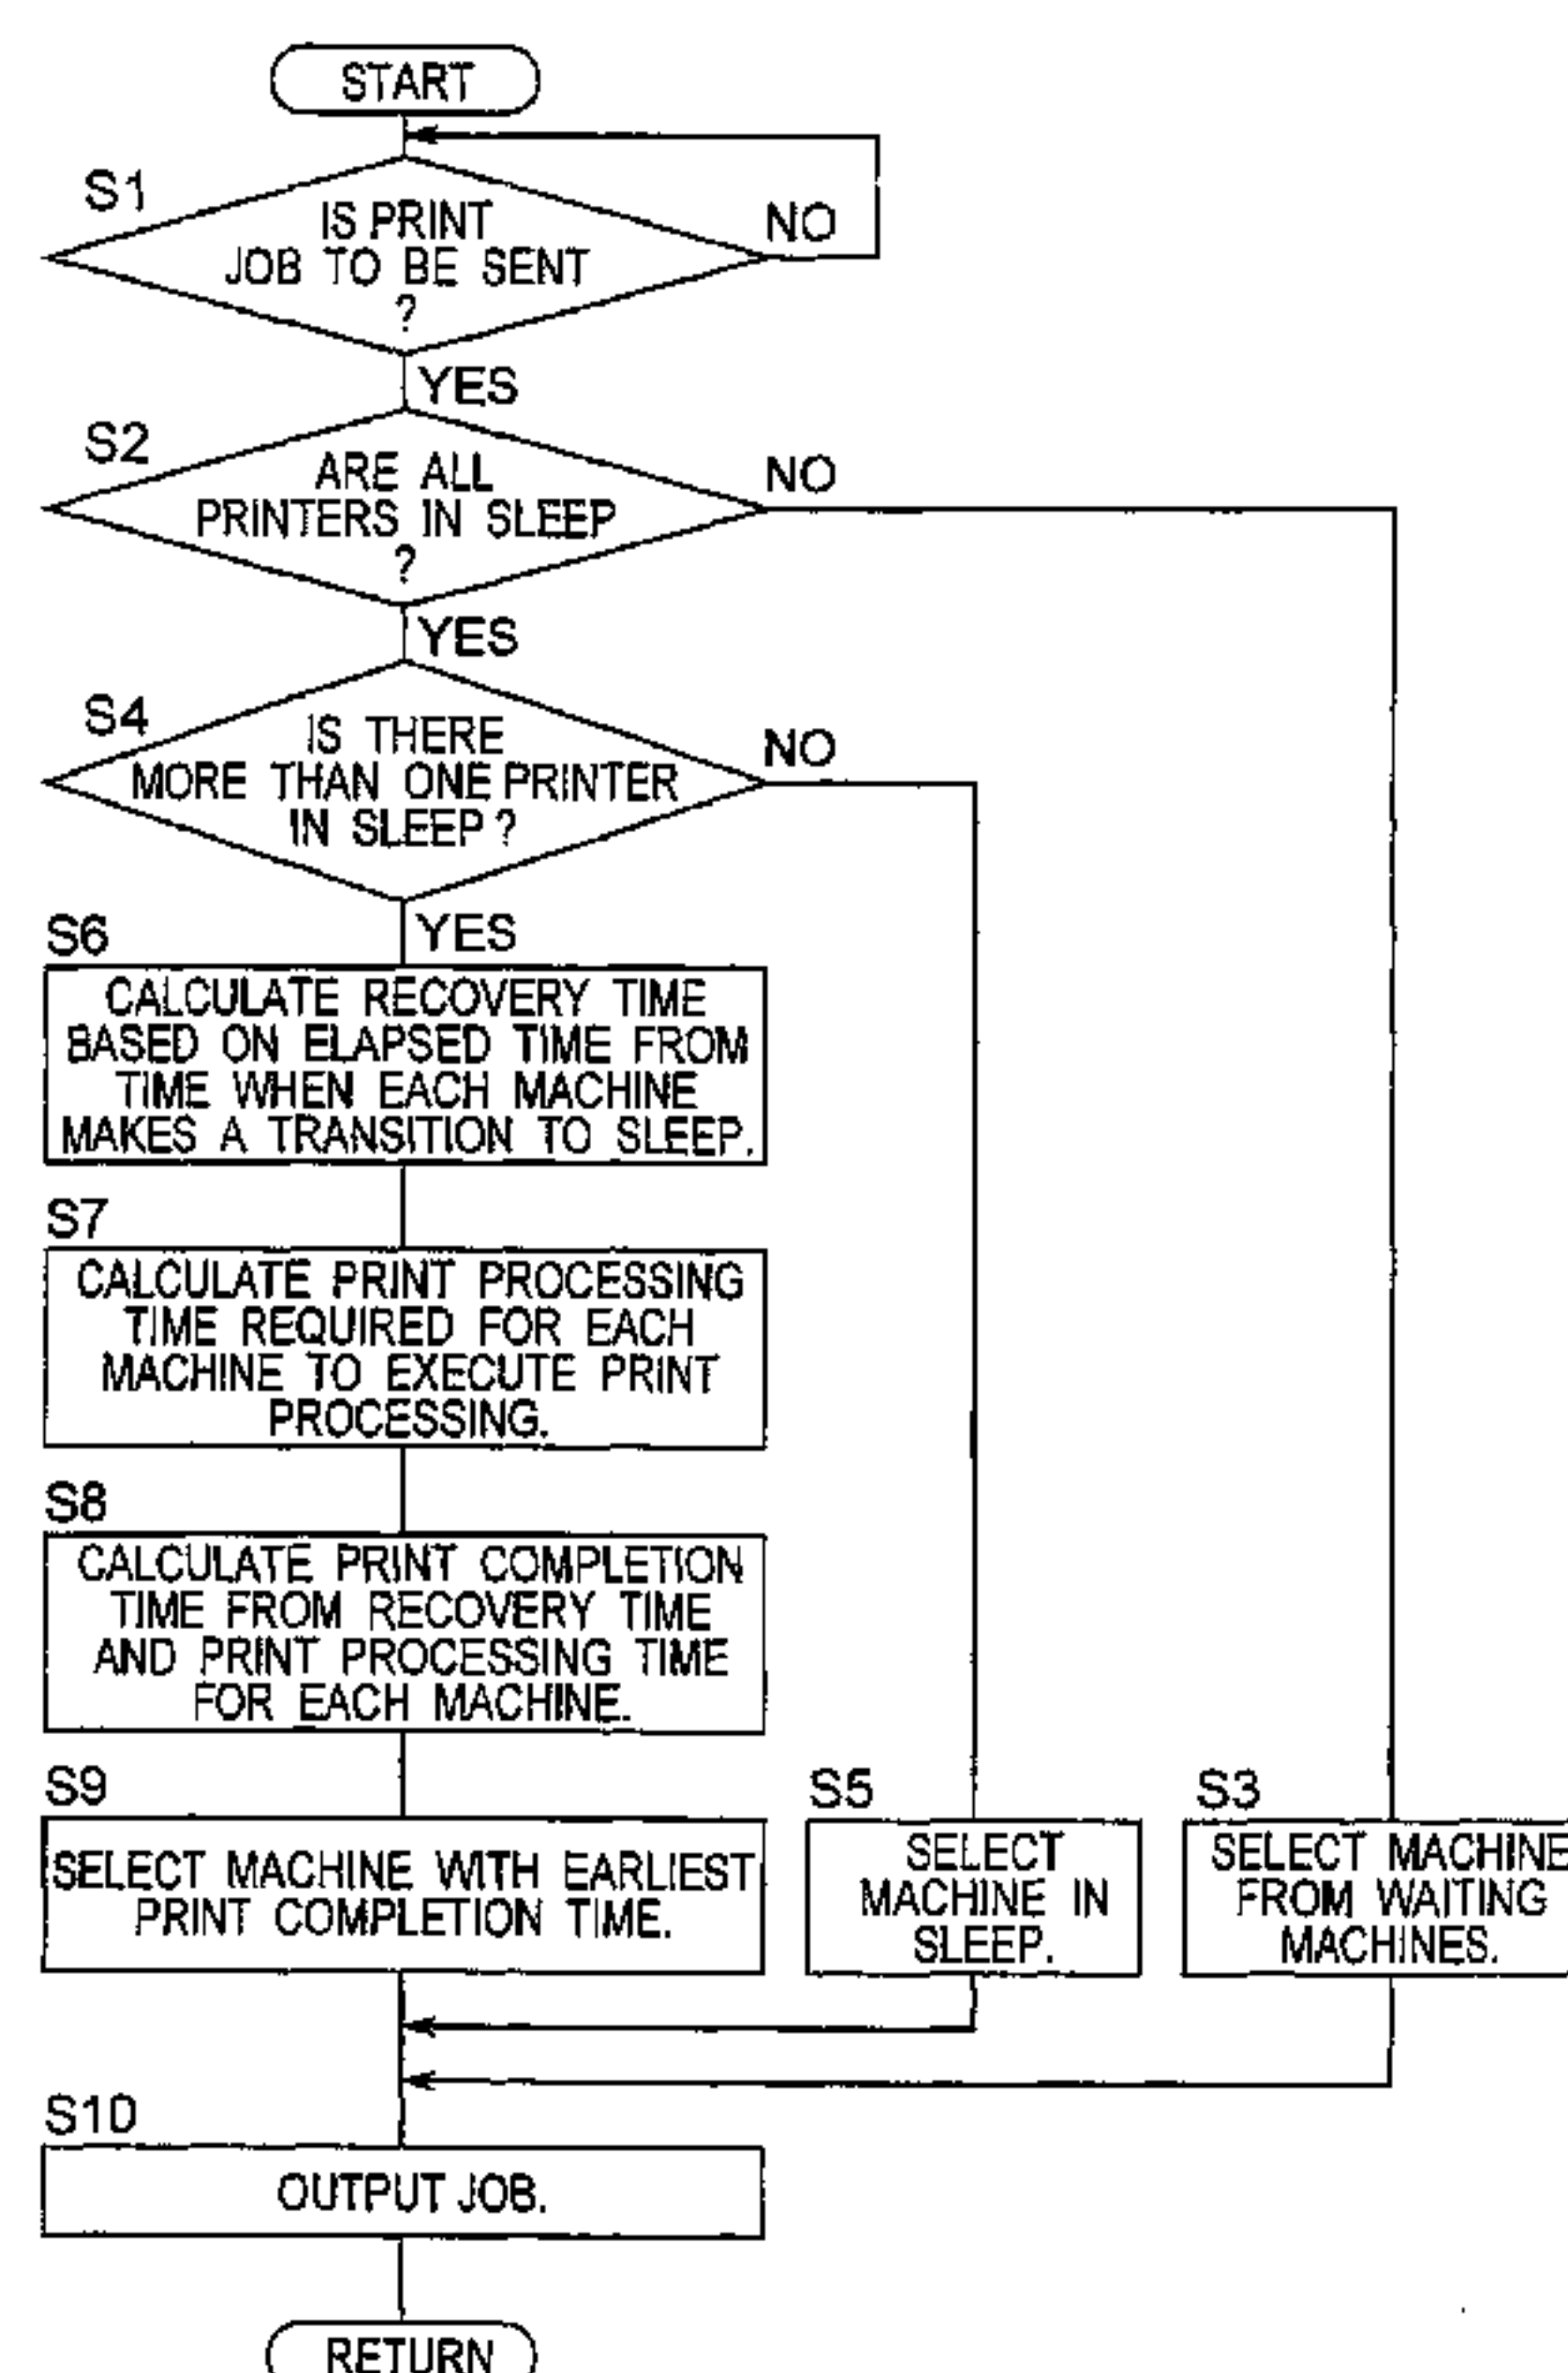 START
S1
IS PRINT
JOB TO BE SENT
?
NO
YES
S2
ARE ALL
PRINTERS IN SLEEP
?
NO
YES
S4
IS THERE
MORE THAN ONE PRINTER
IN SLEEP ?
NO
YES
S6
CALCULATE RECOVERY TIME
BASED ON ELAPSED TIME FROM
TIME WHEN EACH MACHINE
MAKES A TRANSITION TO SLEEP.
S7
CALCULATE PRINT PROCESSING
TIME REQUIRED FOR EACH
MACHINE TO EXECUTE PRINT
PROCESSING.
S8
CALCULATE PRINT COMPLETION
TIME FROM RECOVERY TIME
AND PRINT PROCESSING TIME
FOR EACH MACHINE.
S9
SELECT MACHINE WITH EARLIEST
PRINT COMPLETION TIME.
S5
SELECT
MACHINE IN
SLEEP.
S3
SELECT MACHINE
FROM WAITING
MACHINES.
S10
OUTPUT JOB.
RETURN